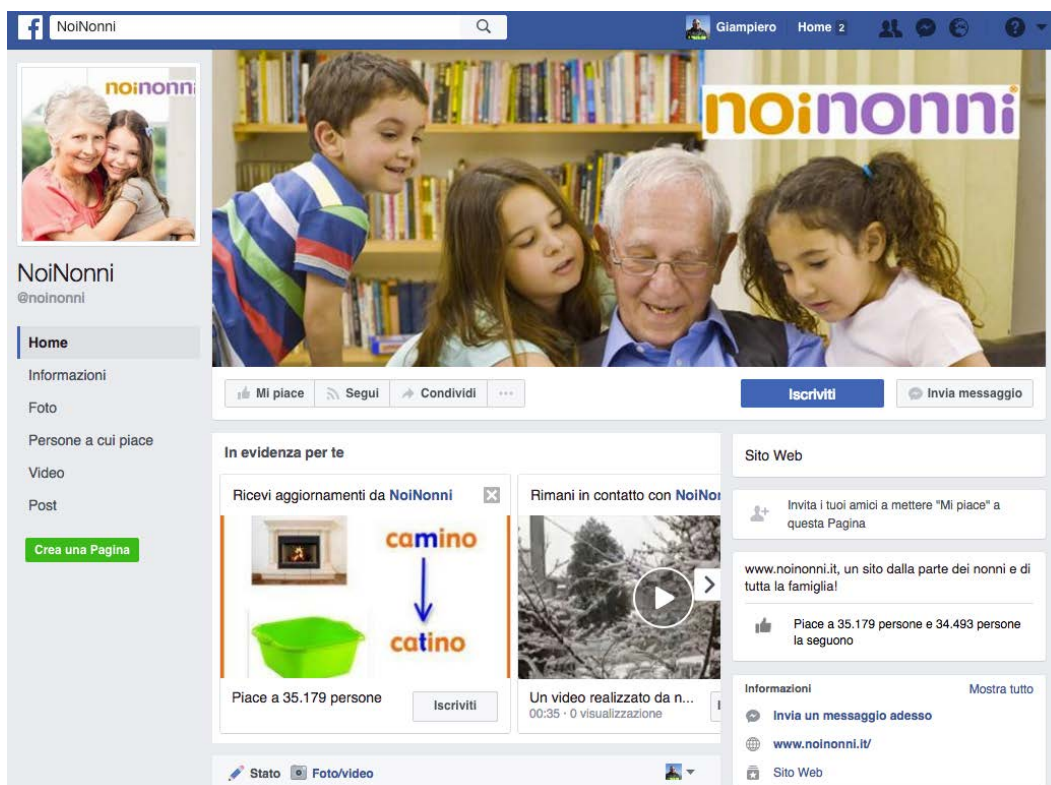 NoiNonni
Giampiero Home 2
noinonni
noinonni
NoiNonni
@noinonni
Home
Informazioni
Foto
Persone a cui piace
Video
Post
Crea una Pagina
Mi piace Segui Condividi ...
Iscriviti Invia messaggio
In evidenza per te
Ricevi aggiornamenti da NoiNonni
camino
catino
Piace a 35.179 persone Iscriviti
Rimani in contatto con NoiNon
Un video realizzato da n...
00:35 · 0 visualizzazione
Stato Foto/video
Sito Web
Invita i tuoi amici a mettere "Mi piace" a
questa Pagina
www.noinonni.it, un sito dalla parte dei nonni e di
tutta la famiglia!
Piace a 35.179 persone e 34.493 persone
la seguono
Informazioni Mostra tutto
Invia un messaggio adesso
www.noinonni.it/
Sito Web